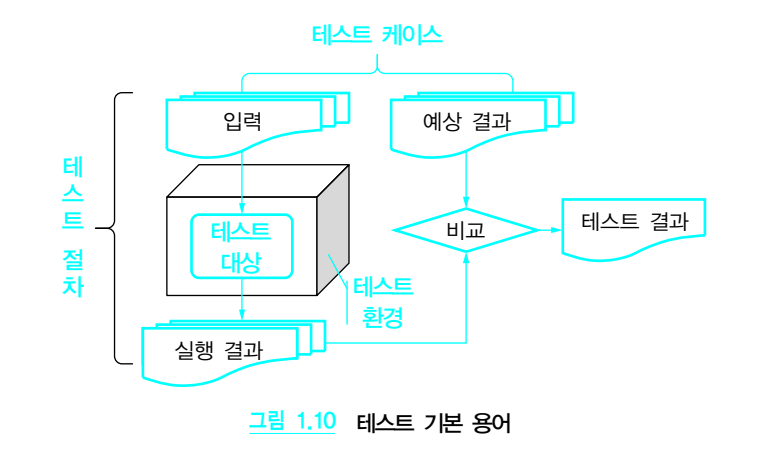 테스트 케이스
입력
예상 결과
테스트 절차
테스트
대상
비교
테스트 결과
테스트
환경
실행 결과
그림 1.10 테스트 기본 용어